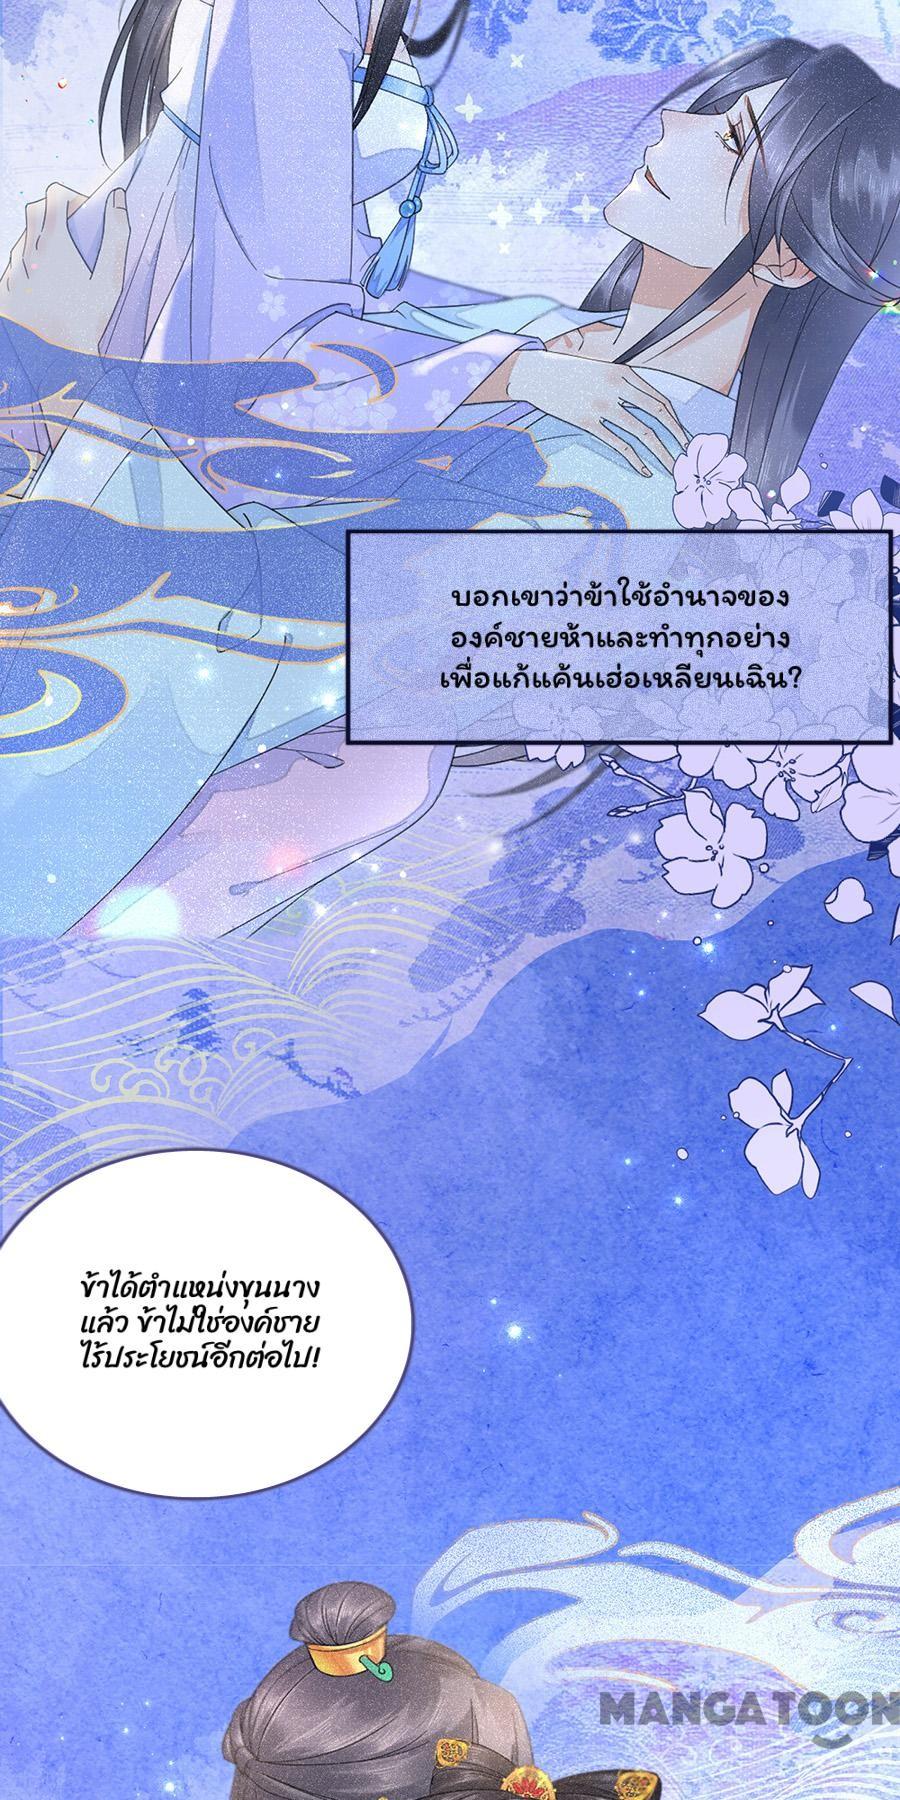 บอกเขาว่าข้าใช้อำนาจของ
องค์ชายห้าและทำทุกอย่าง
เพื่อแก้แค้นเฮ่อเหลียนเฉิน?
ข้าได้ตำแหน่งขุนนาง
แล้ว ข้าไม่ใช่องค์ชาย
ไร้ประโยชน์อีกต่อไป!
MANGATOON